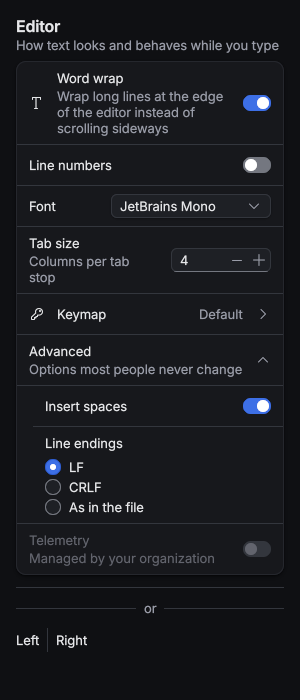 Editor
How text looks and behaves while you type
Word wrap
Wrap long lines at the edge
of the editor instead of
scrolling sideways
Line numbers
Font
JetBrains Mono
Tab size
Columns per tab
stop
4
Keymap
Default
Advanced
Options most people never change
Insert spaces
Line endings
LF
CRLF
As in the file
Telemetry
Managed by your organization
or
Left
Right